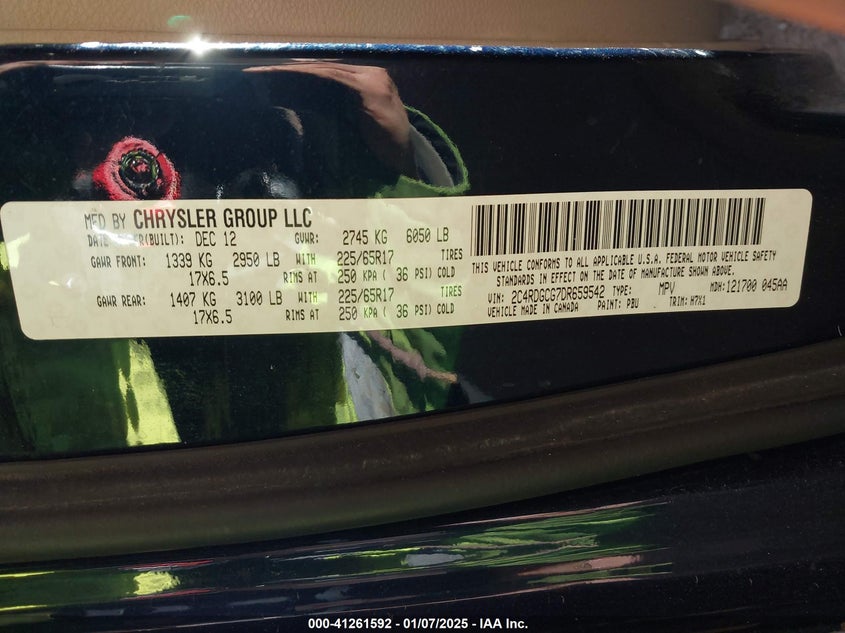 MFD BY CHRYSLER GROUP LLC
DATE OF MFR(BUILT): DEC 12 GVWR: 2745 KG 6050 LB
GAWR FRONT: 1339 KG 2950 LB WITH 225/65R17 TIRES
17X6.5 RIMS AT 250 KPA ( 36 PSI) COLD
GAWR REAR: 1407 KG 3100 LB WITH 225/65R17 TIRES
17X6.5 RIMS AT 250 KPA ( 36 PSI) COLD
THIS VEHICLE CONFORMS TO ALL APPLICABLE U.S.A. FEDERAL MOTOR VEHICLE SAFETY
STANDARDS IN EFFECT ON THE DATE OF MANUFACTURE SHOWN ABOVE.
VIN: 2C4RDGCG7DR659542 TYPE: MPV MDH: 121700 045AA
VEHICLE MADE IN CANADA PAINT: PBU TRIM: H7X1
000-41261592 - 01/07/2025 - IAA Inc.